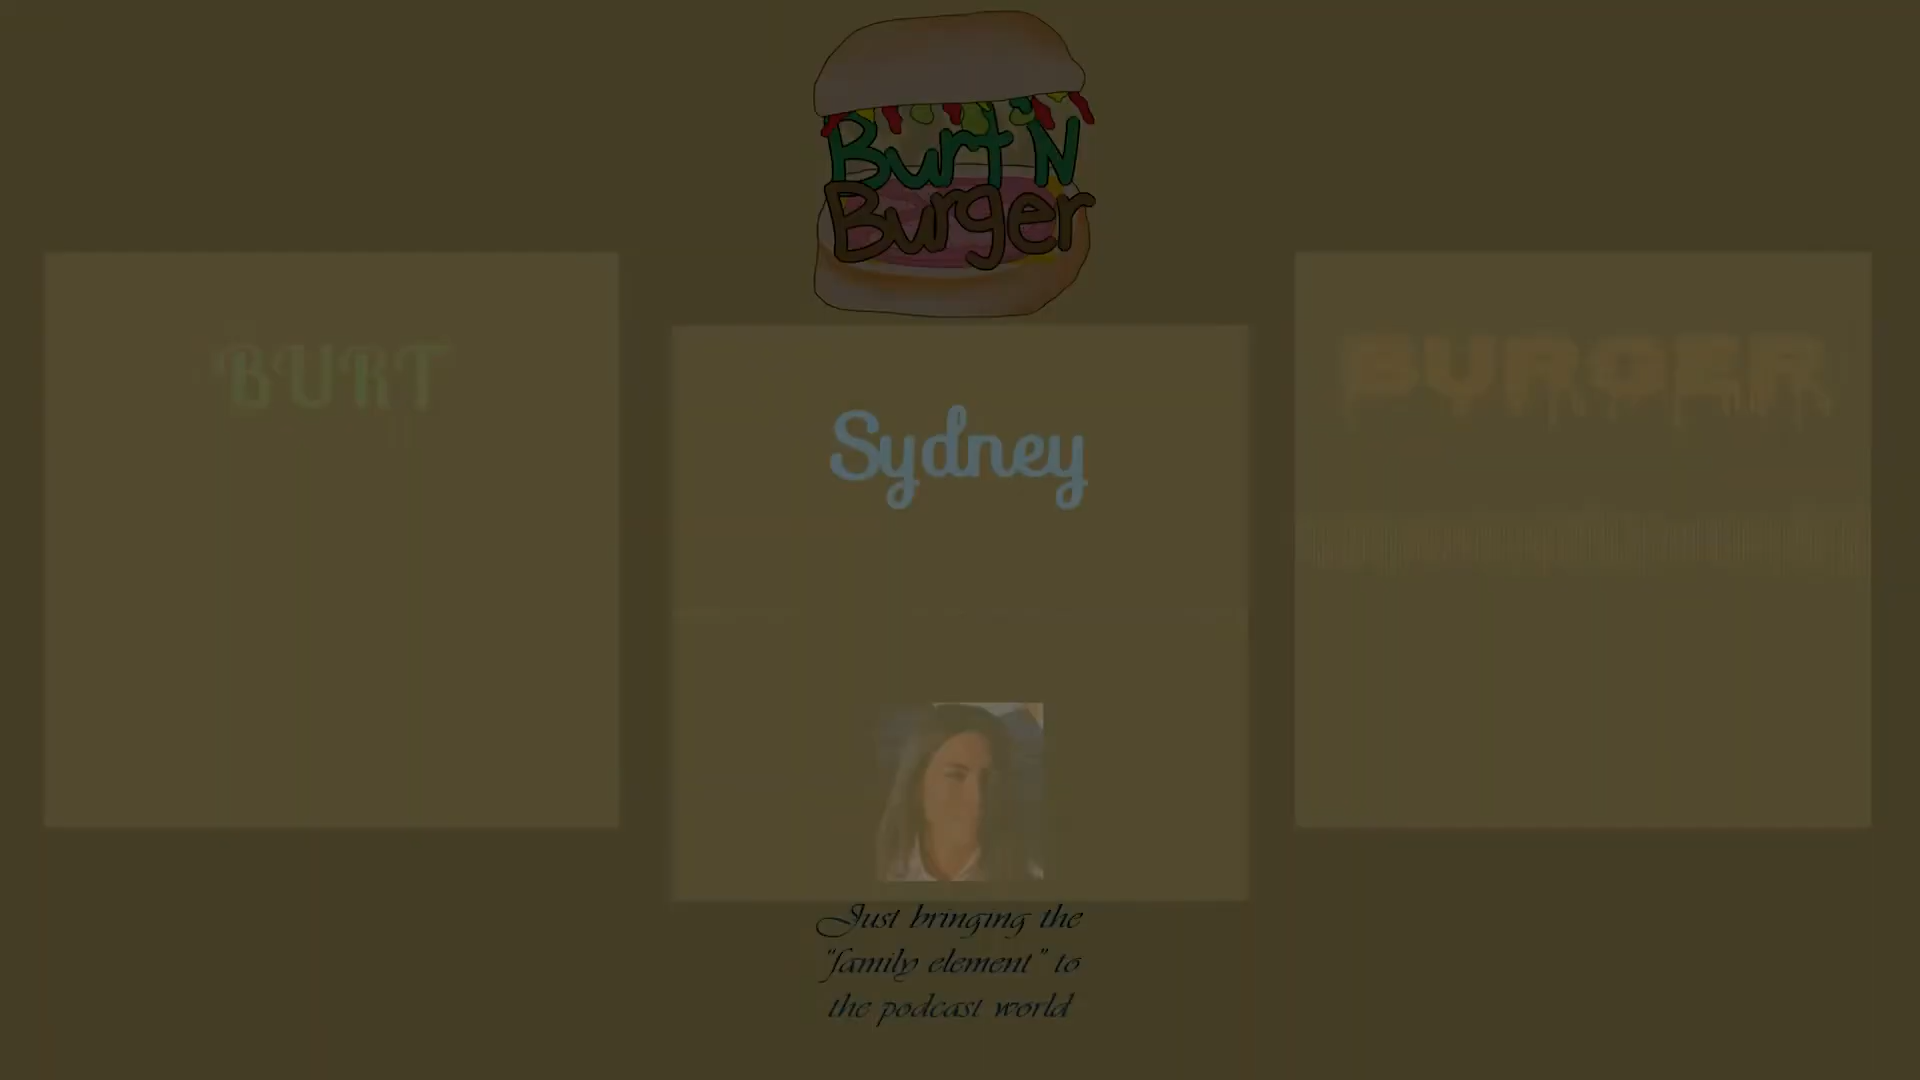 Burt N
Burger
BURT
Sydney
BURGER
Just bringing the
"family element" to
the podcast world